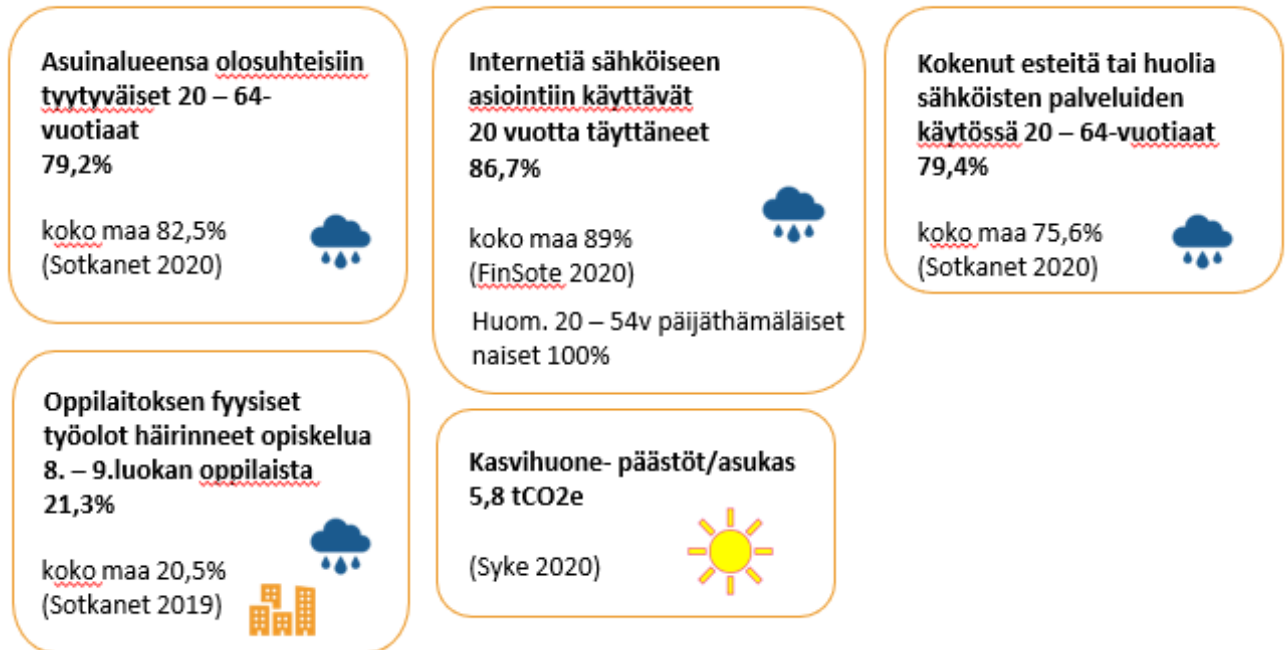 Asuinalueensa olosuhteisiin
tyytyväiset 20 – 64-
vuotiaat
79,2%
koko maa 82,5%
(Sotkanet 2020)
Internetiä sähköiseen
asiointiin käyttävät
20 vuotta täyttäneet
86,7%
koko maa 89%
(FinSote 2020)
Huom. 20 – 54v päijäthämäläiset
naiset 100%
Kokenut esteitä tai huolia
sähköisten palveluiden
käytössä 20 – 64-vuotiaat
79,4%
koko maa 75,6%
(Sotkanet 2020)
Oppilaitoksen fyysiset
työolot häirinneet opiskelua
8. – 9.luokan oppilaista
21,3%
koko maa 20,5%
(Sotkanet 2019)
Kasvihuone- päästöt/asukas
5,8 tCO2e
(Syke 2020)